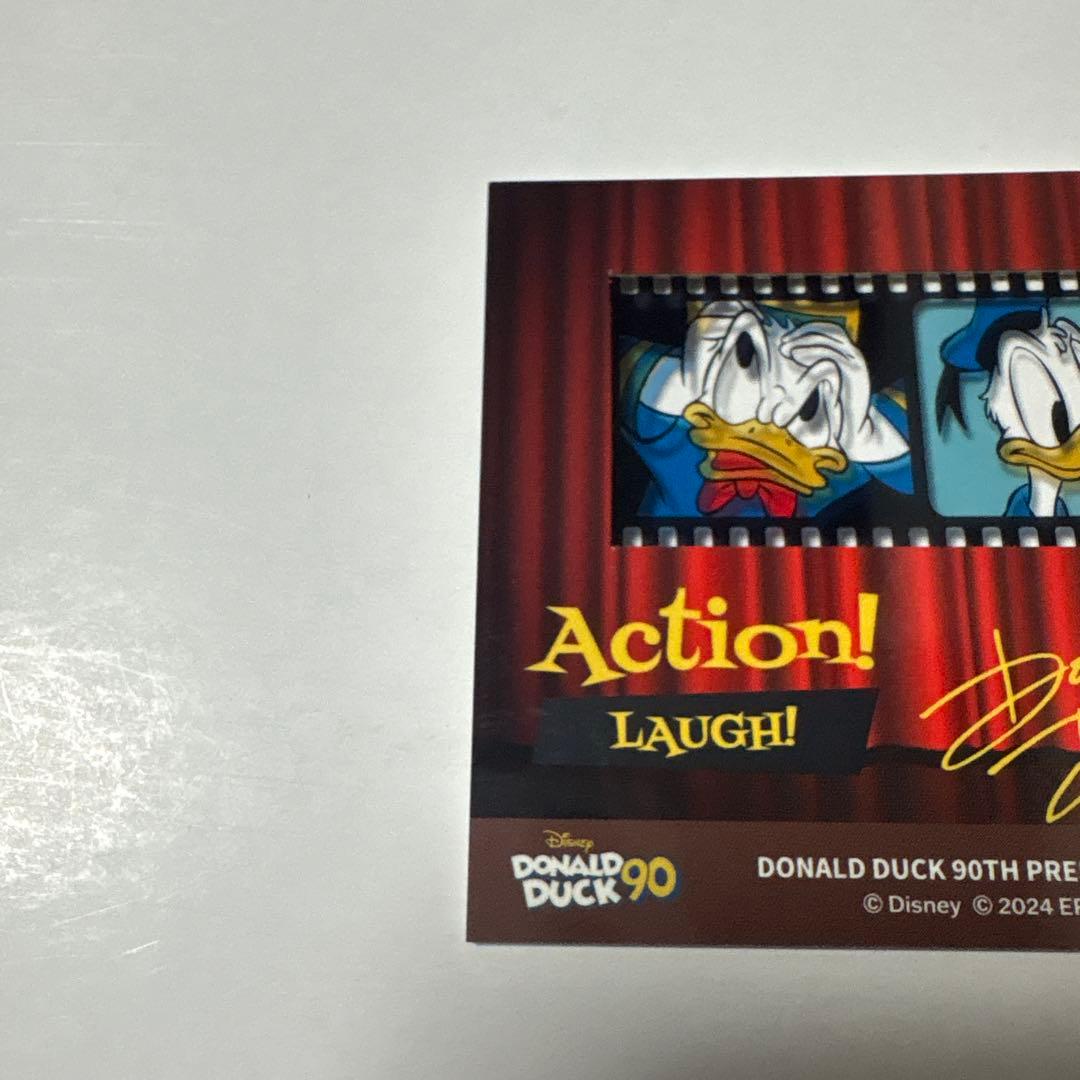 Action!
LAUGH!
Disney
DONALD
DUCK 90
DONALD DUCK 90TH
© Disney © 2024